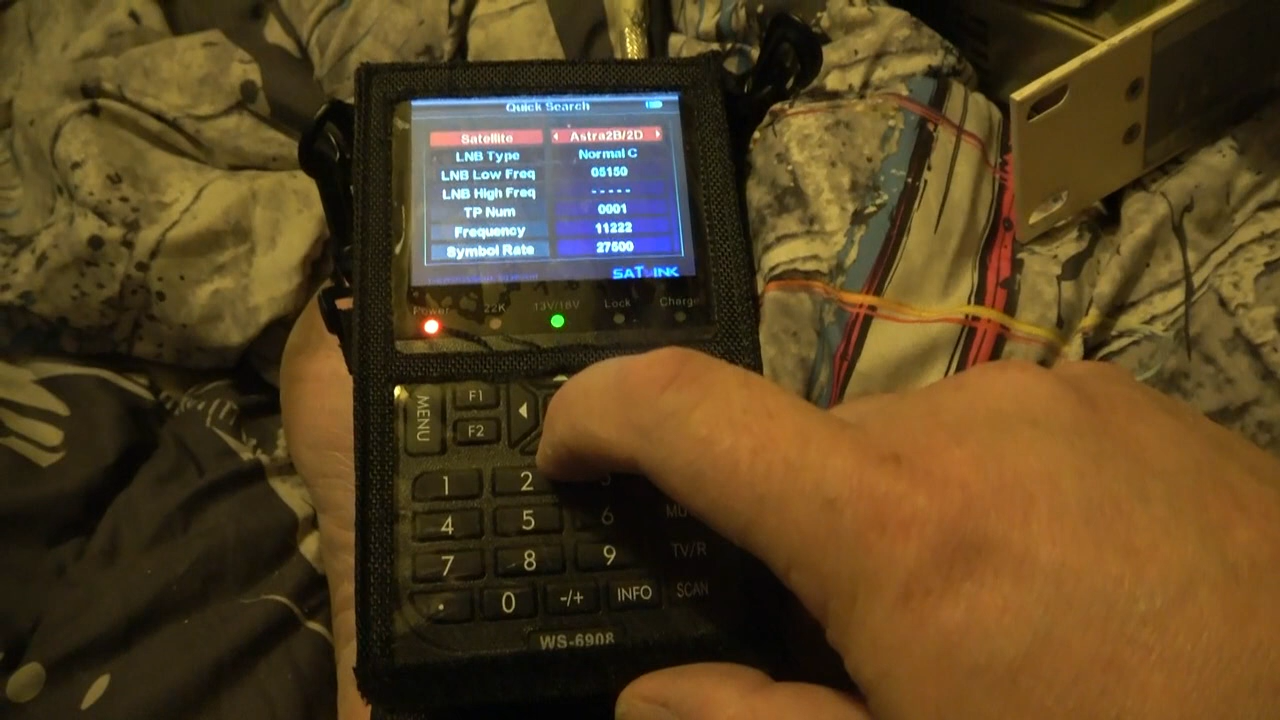 Quick Search
Satellite Astra2B/2D
LNB Type Normal C
LNB Low Freq 05150
LNB High Freq -----
TP Num 0001
Frequency 11222
Symbol Rate 27500
SATLINK
Power 22K 13V/18V Lock Charge
MENU F1
F2
1 2 3
4 5 6 MU
7 8 9 TV/R
. 0 -/+ INFO SCAN
WS-6908